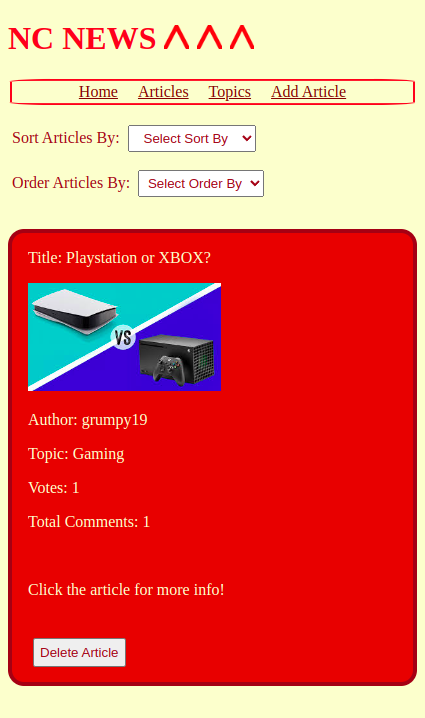 NC NEWS ⋀ ⋀ ⋀
Home Articles Topics Add Article
Sort Articles By: Select Sort By
Order Articles By: Select Order By
Title: Playstation or XBOX?
VS
Author: grumpy19
Topic: Gaming
Votes: 1
Total Comments: 1
Click the article for more info!
Delete Article